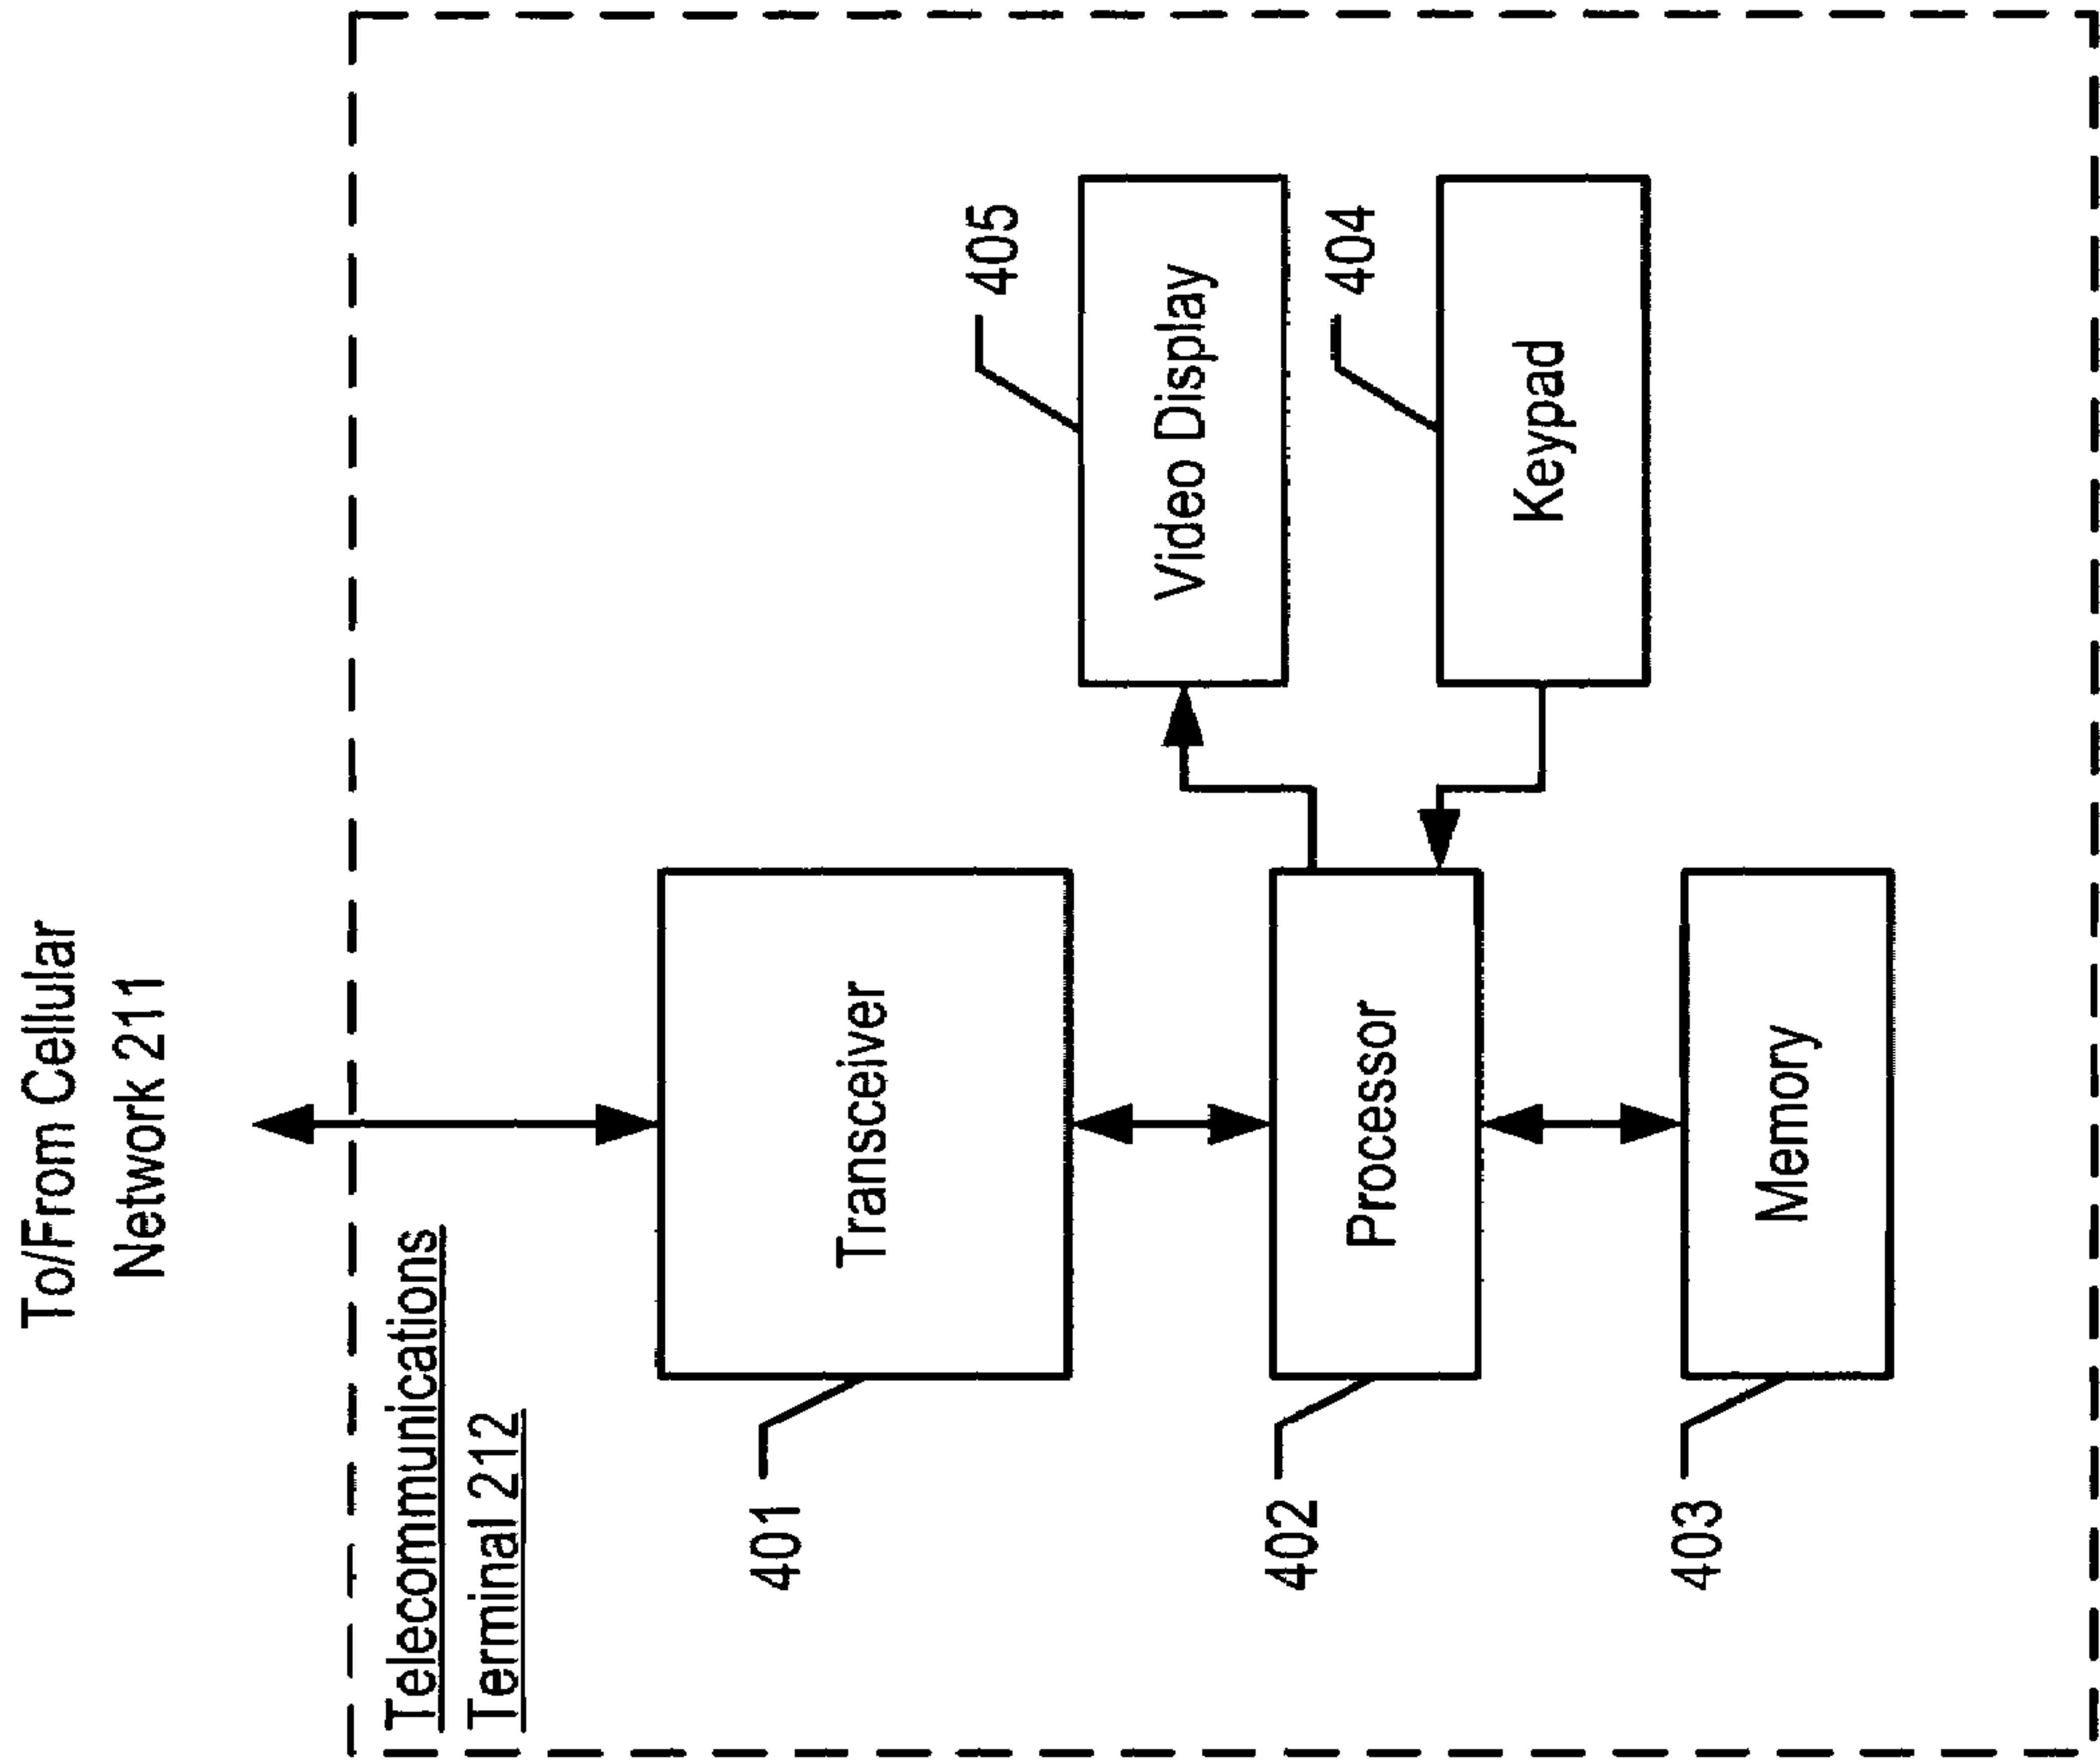 To/From Cellular
Network 211
Telecommunications
Terminal 212
401
Transceiver
405
Video Display
402
Processor
404
Keypad
403
Memory